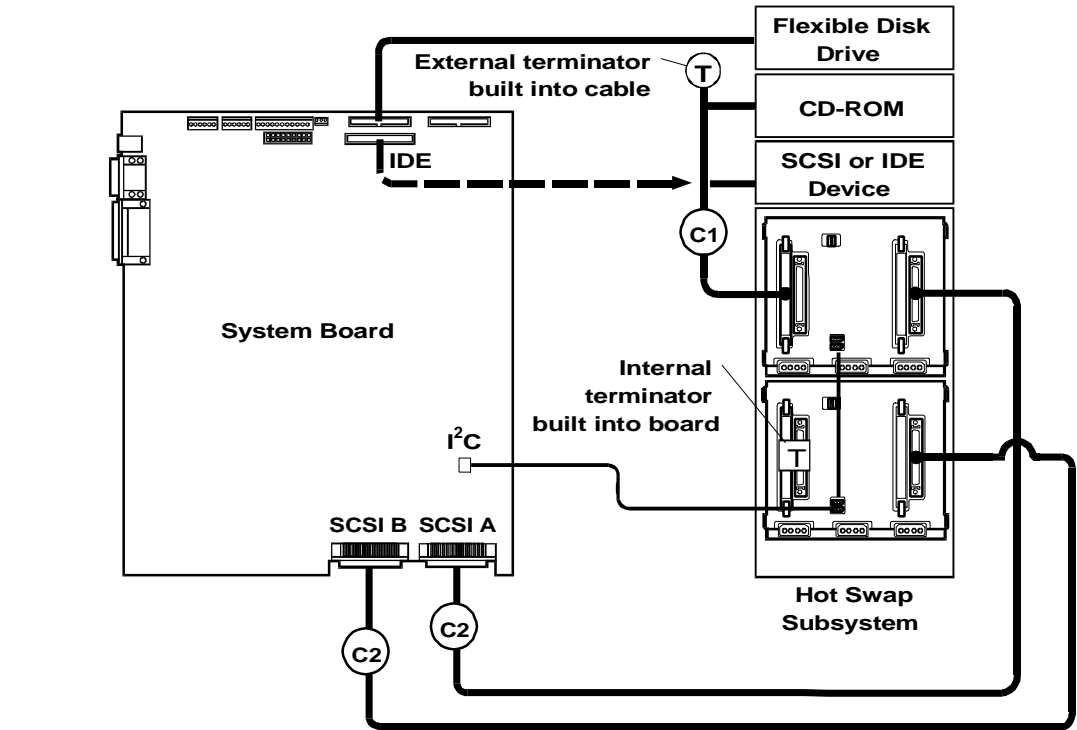 Flexible Disk
Drive
External terminator
built into cable
T
CD-ROM
IDE
SCSI or IDE
Device
C1
System Board
Internal
terminator
built into board
I²C
T
SCSI B
SCSI A
Hot Swap
Subsystem
C2
C2